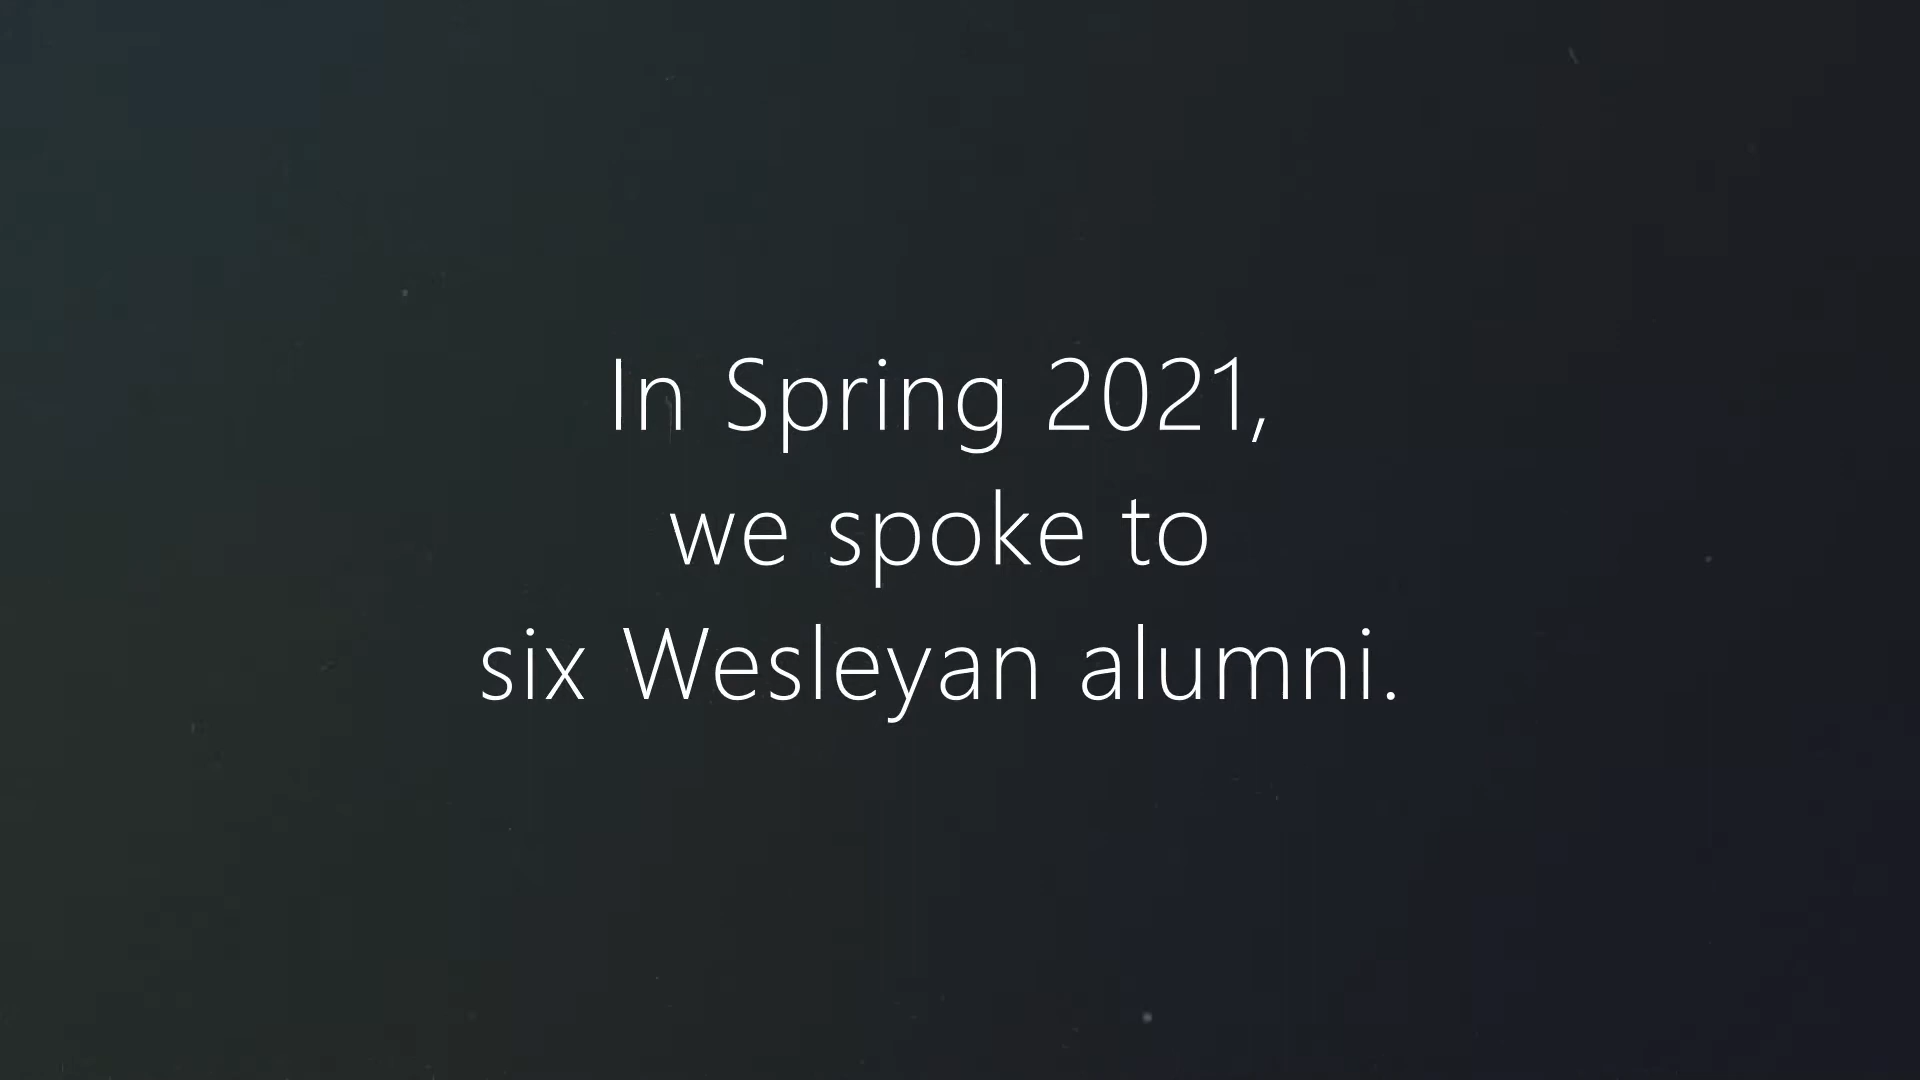 In Spring 2021,
we spoke to
six Wesleyan alumni.